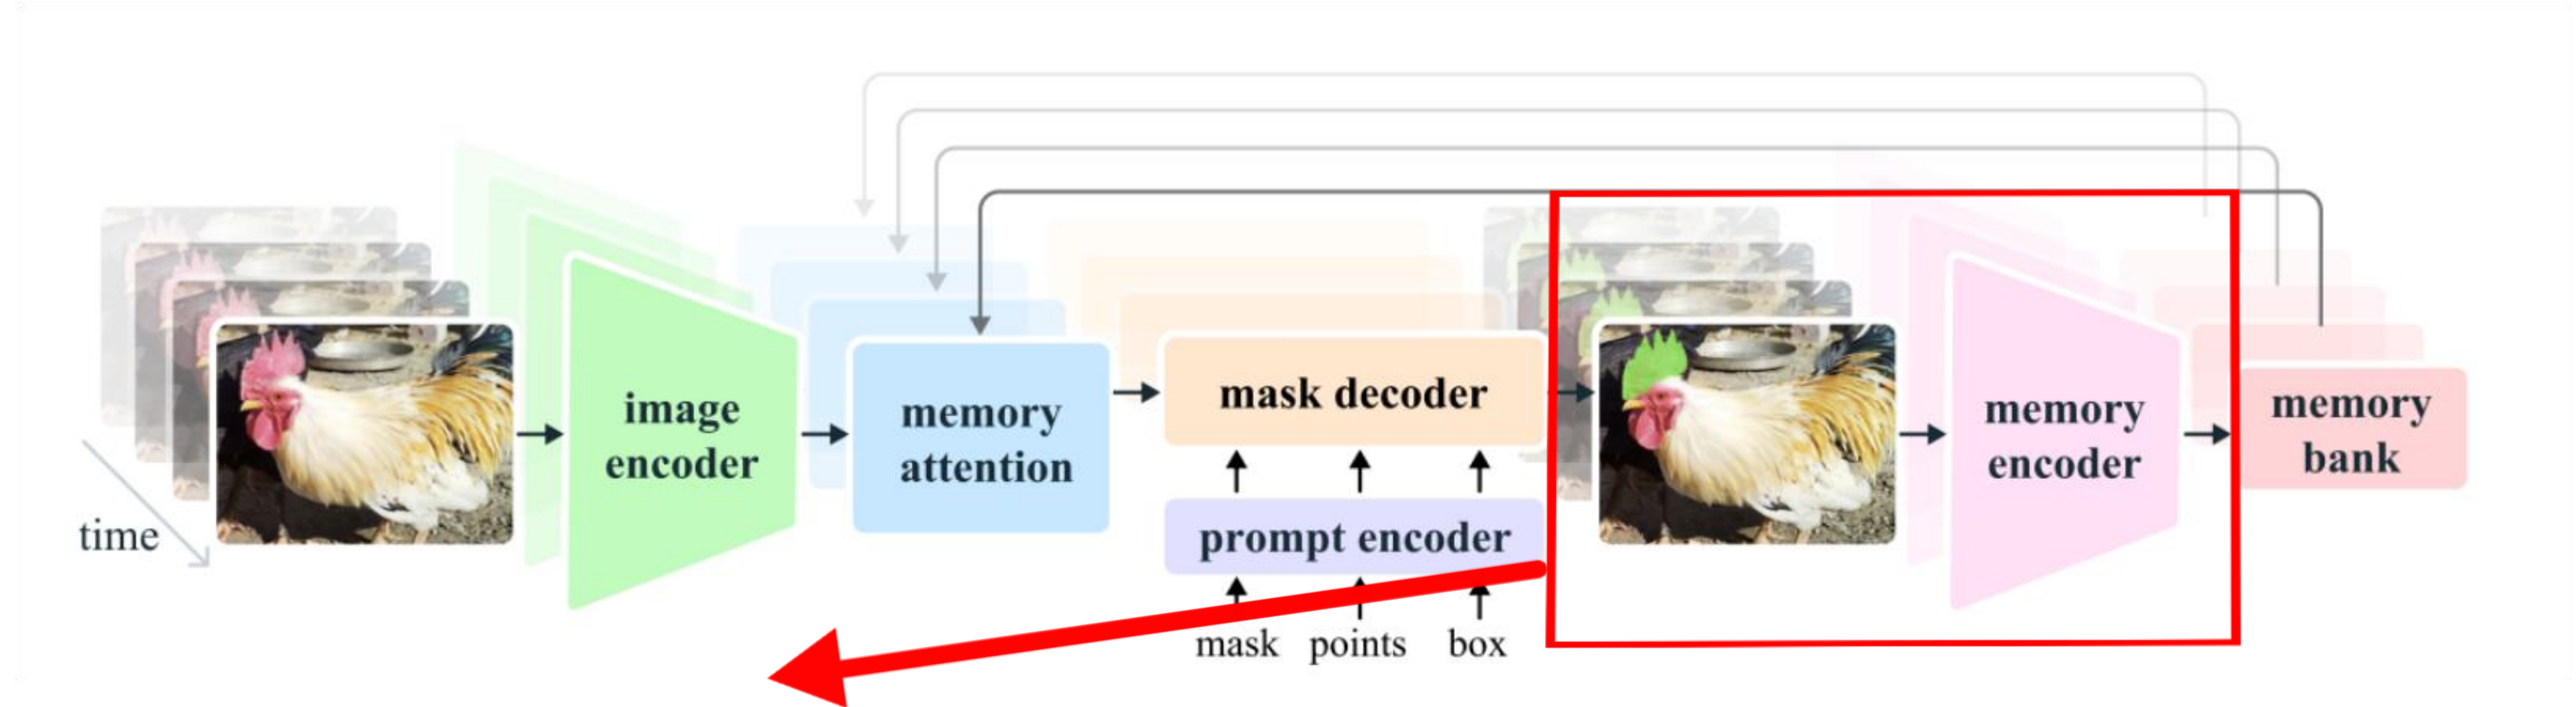 time
image
encoder
memory
attention
mask decoder
prompt encoder
mask points box
memory
encoder
memory
bank